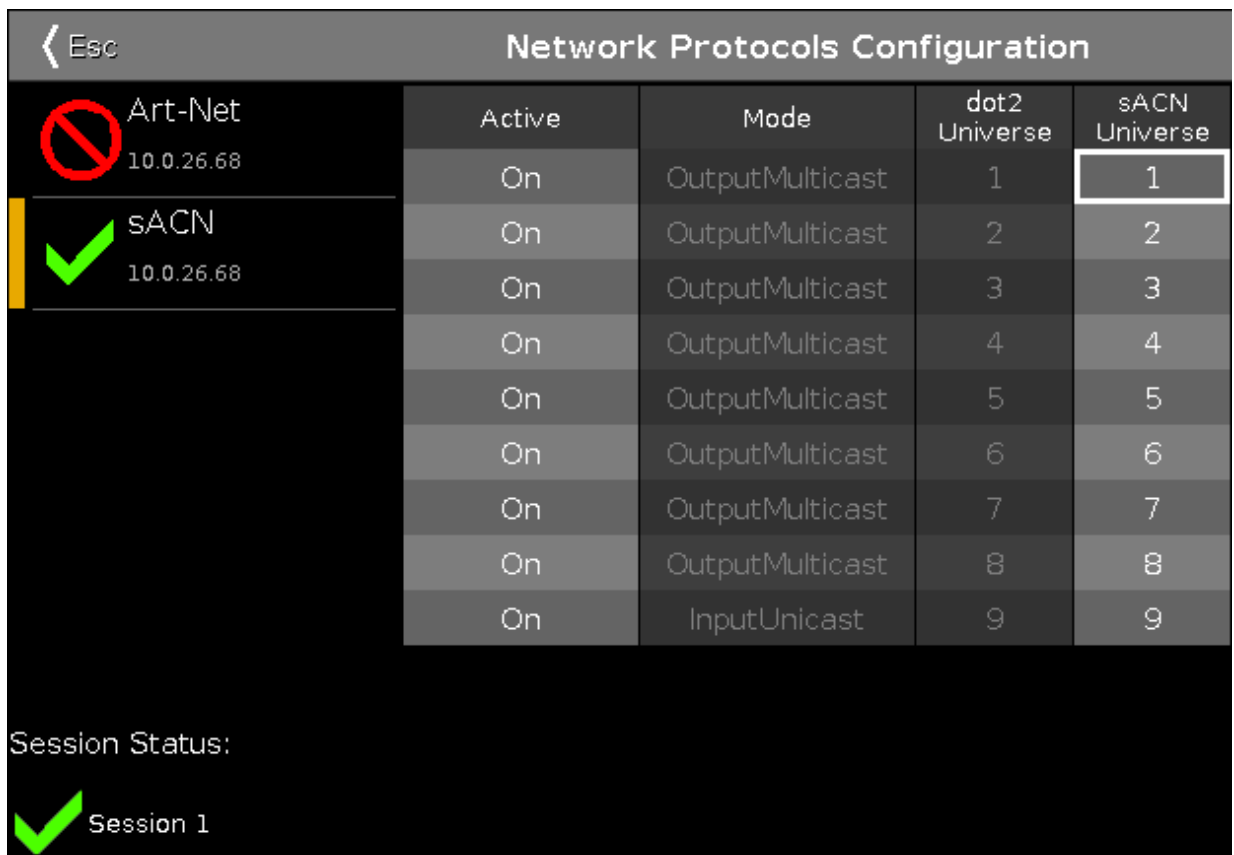 Esc
Network Protocols Configuration
Art-Net
10.0.26.68
sACN
10.0.26.68
Active Mode dot2 Universe sACN Universe
On OutputMulticast 1 1
On OutputMulticast 2 2
On OutputMulticast 3 3
On OutputMulticast 4 4
On OutputMulticast 5 5
On OutputMulticast 6 6
On OutputMulticast 7 7
On OutputMulticast 8 8
On InputUnicast 9 9
Session Status:
Session 1